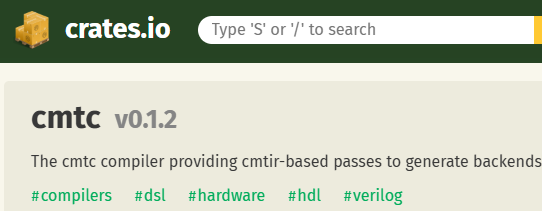 crates.io
Type 'S' or '/' to search
cmtc v0.1.2
The cmtc compiler providing cmtir-based passes to generate backends
#compilers #dsl #hardware #hdl #verilog